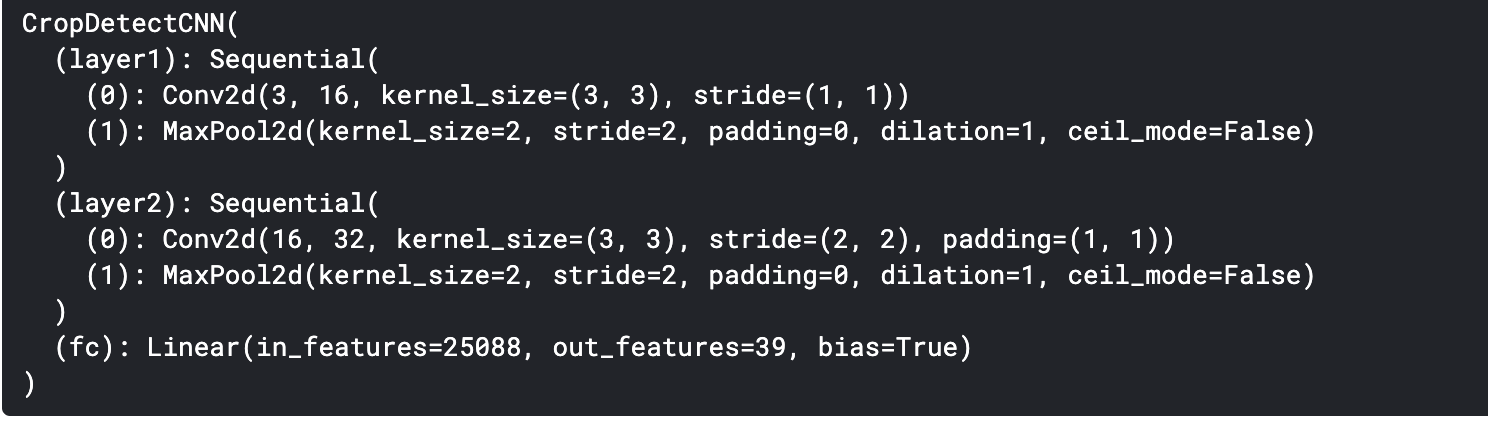 CropDetectCNN(
  (layer1): Sequential(
    (0): Conv2d(3, 16, kernel_size=(3, 3), stride=(1, 1))
    (1): MaxPool2d(kernel_size=2, stride=2, padding=0, dilation=1, ceil_mode=False)
  )
  (layer2): Sequential(
    (0): Conv2d(16, 32, kernel_size=(3, 3), stride=(2, 2), padding=(1, 1))
    (1): MaxPool2d(kernel_size=2, stride=2, padding=0, dilation=1, ceil_mode=False)
  )
  (fc): Linear(in_features=25088, out_features=39, bias=True)
)